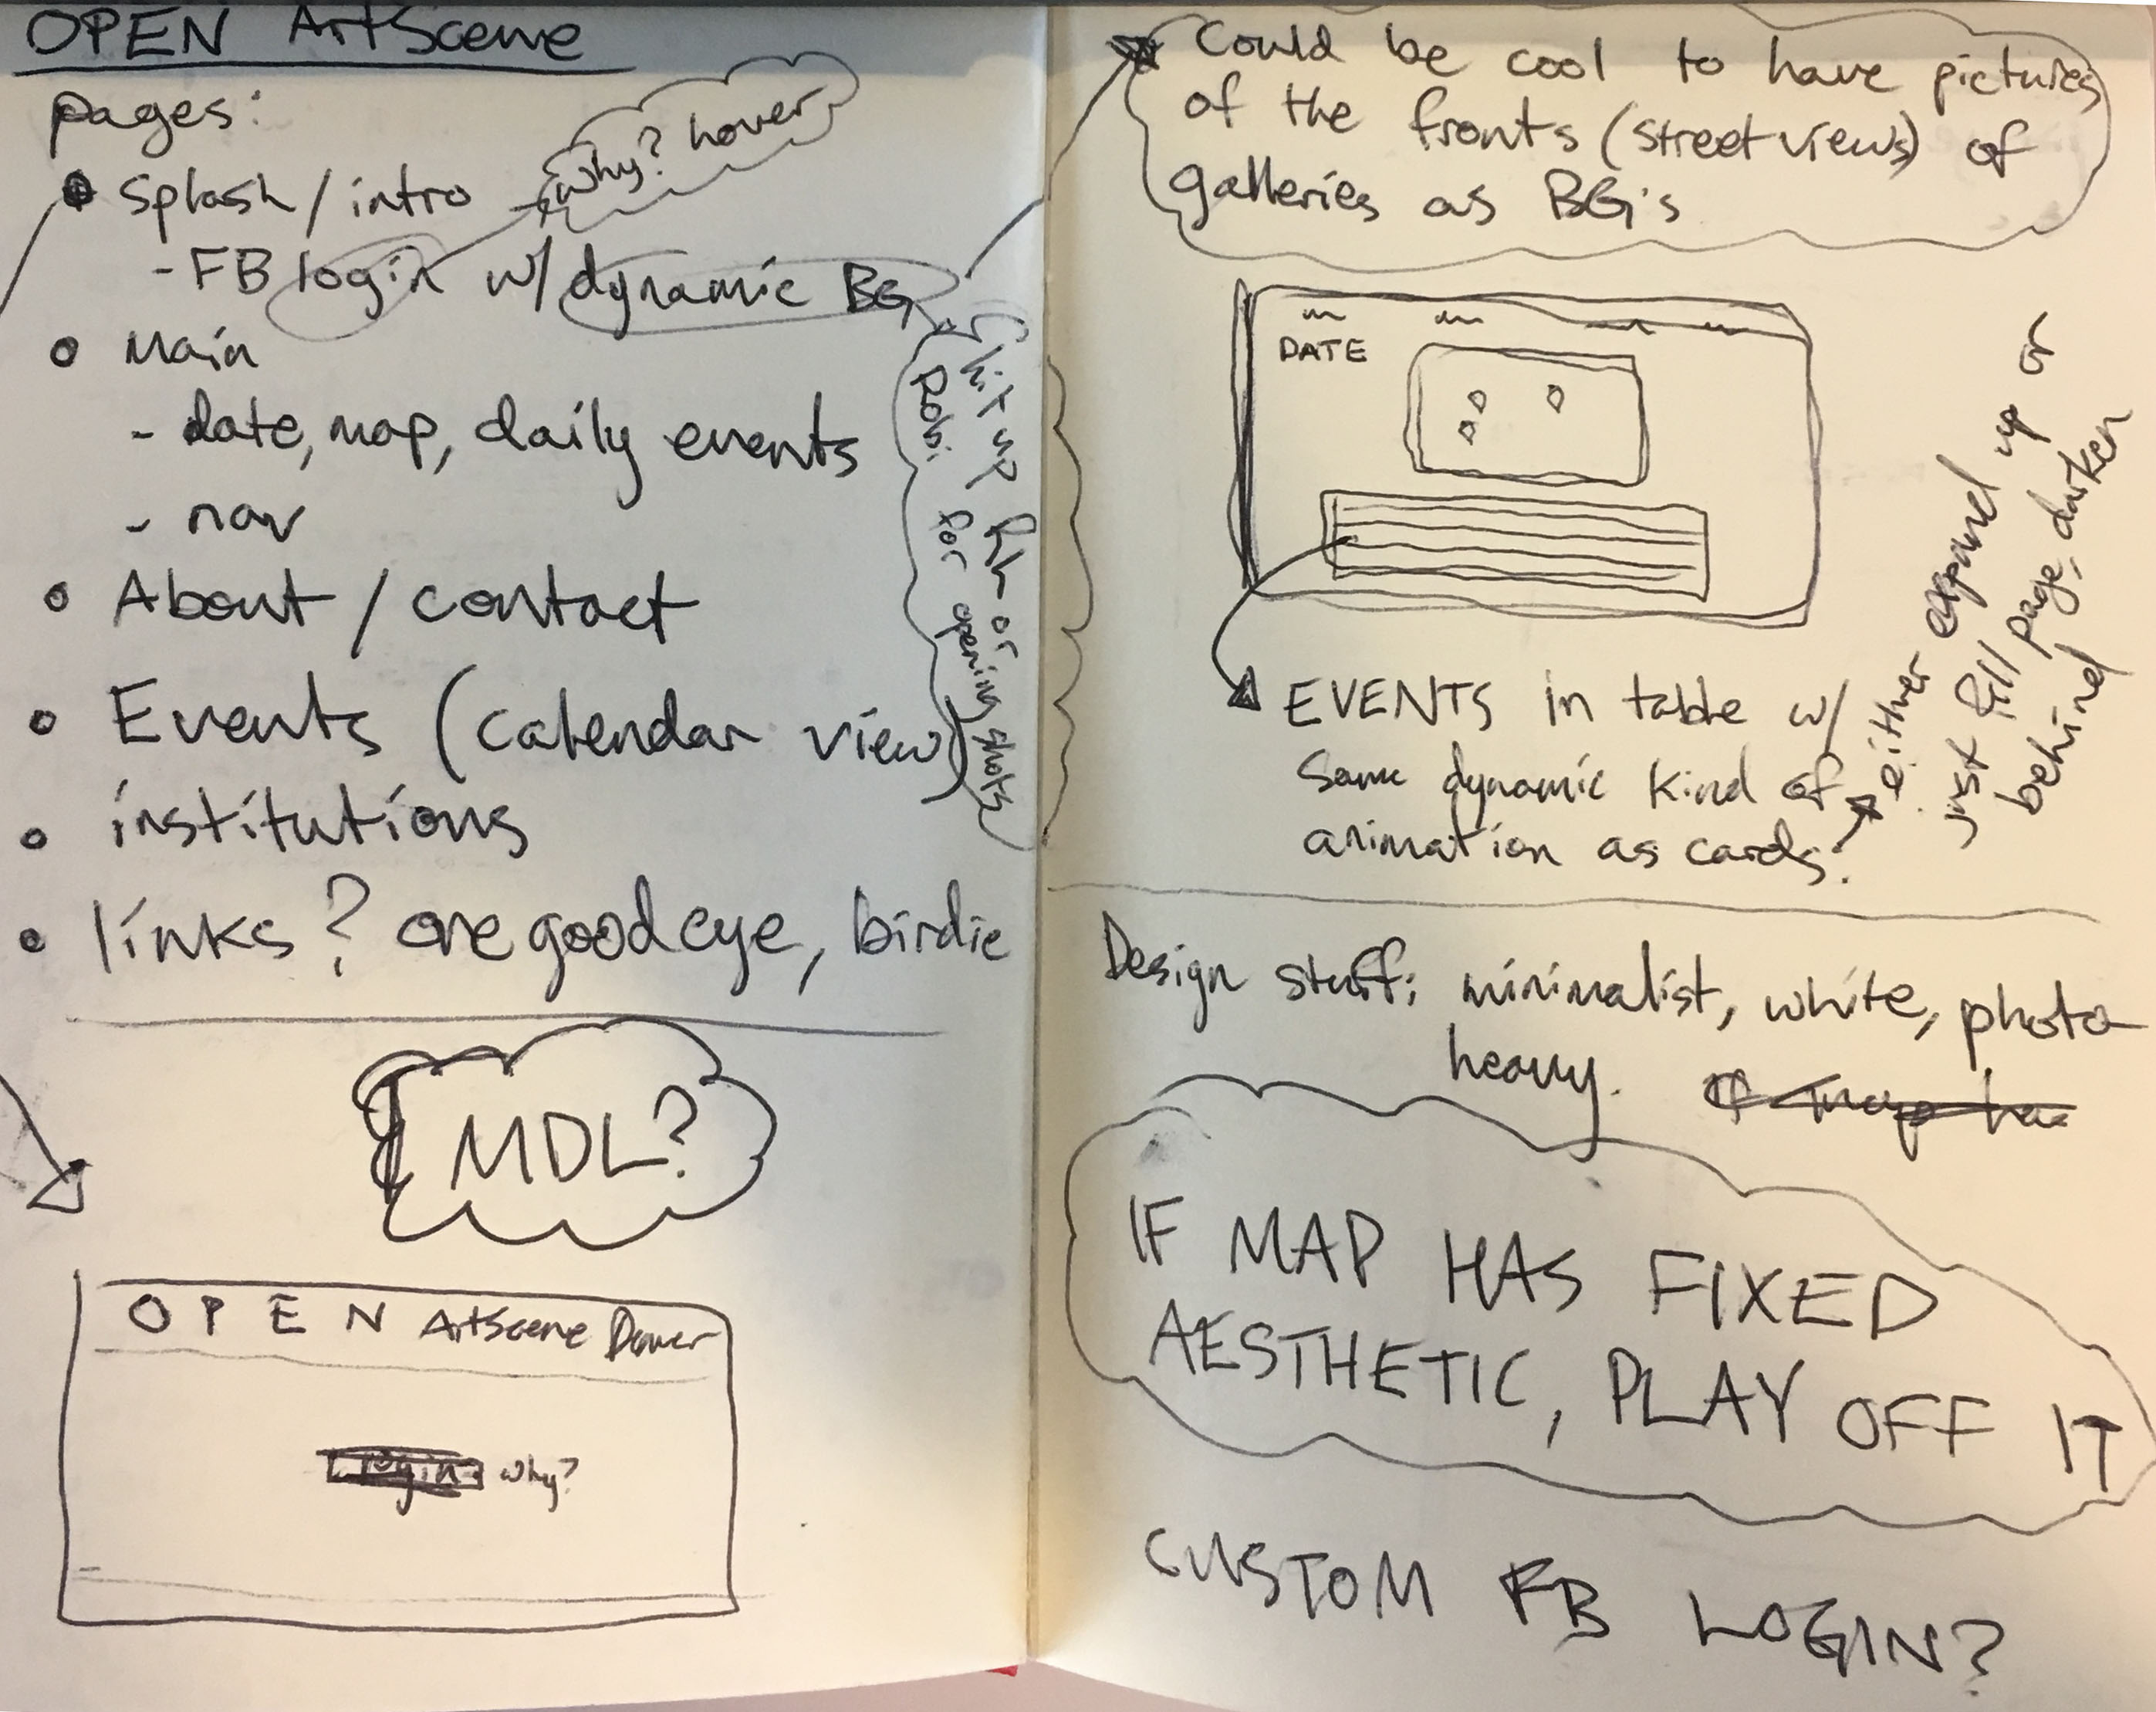 OPEN ArtScene
pages:
splash / intro
why? hover
- FB login w/ dynamic BG
Main
- date, map, daily events
- nav
About / contact
Events (calendar view)
institutions
links? one good eye, birdie
hit up Ph or
Robi for opening shots
MDL?
OPEN ArtScene Denver
login why?
Could be cool to have pictures
of the fronts (street views) of
galleries as BG's
DATE
EVENTS in table w/
same dynamic kind of
animation as cards:
either expand up or
just fill page, darken
behind
Design stuff: minimalist, white, photo
heavy.
If map has
IF MAP HAS FIXED
AESTHETIC, PLAY OFF IT
CUSTOM FB LOGIN?